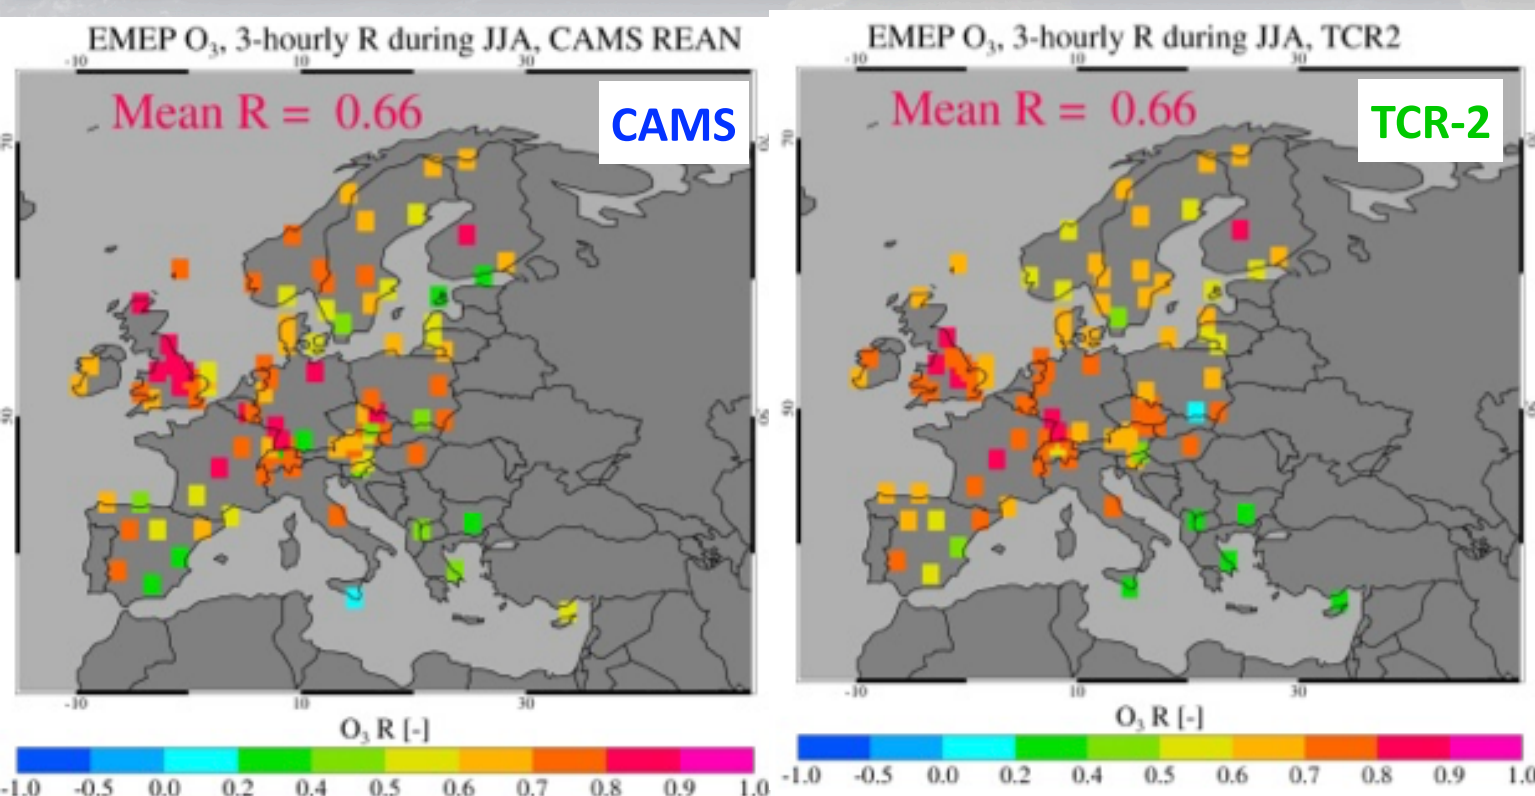 EMEP O3, 3-hourly R during JJA, CAMS REAN
-10 10 30
Mean R = 0.66
CAMS
70 70
50 50
-10 10 30
O3 R [-]
-1.0 -0.5 0.0 0.2 0.4 0.5 0.6 0.7 0.8 0.9 1.0
EMEP O3, 3-hourly R during JJA, TCR2
-10 10 30
Mean R = 0.66
TCR-2
70 70
50 50
-10 10 30
O3 R [-]
-1.0 -0.5 0.0 0.2 0.4 0.5 0.6 0.7 0.8 0.9 1.0